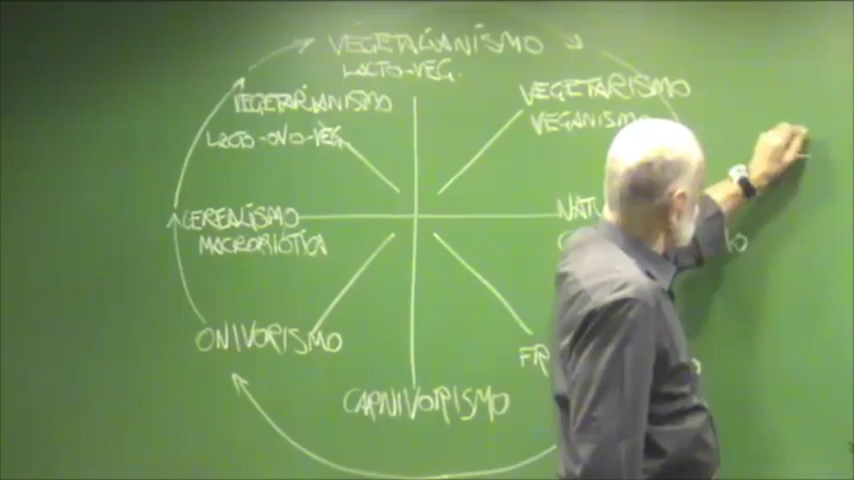 VEGETALIANISMO
LACTO-VEG.
VEGETARIANISMO
LACTO-OVO-VEG.
VEGETARISMO
VEGANISMO
CEREALISMO
MACROBIÓTICA
ONIVORISMO
CARNIVORISMO